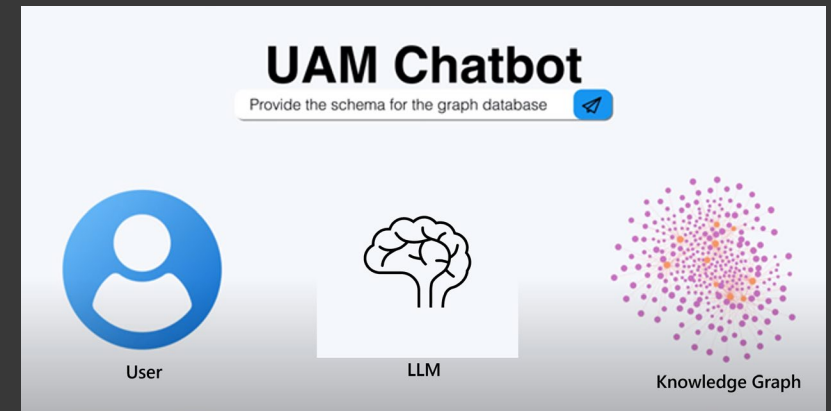 UAM Chatbot
Provide the schema for the graph database
User
LLM
Knowledge Graph